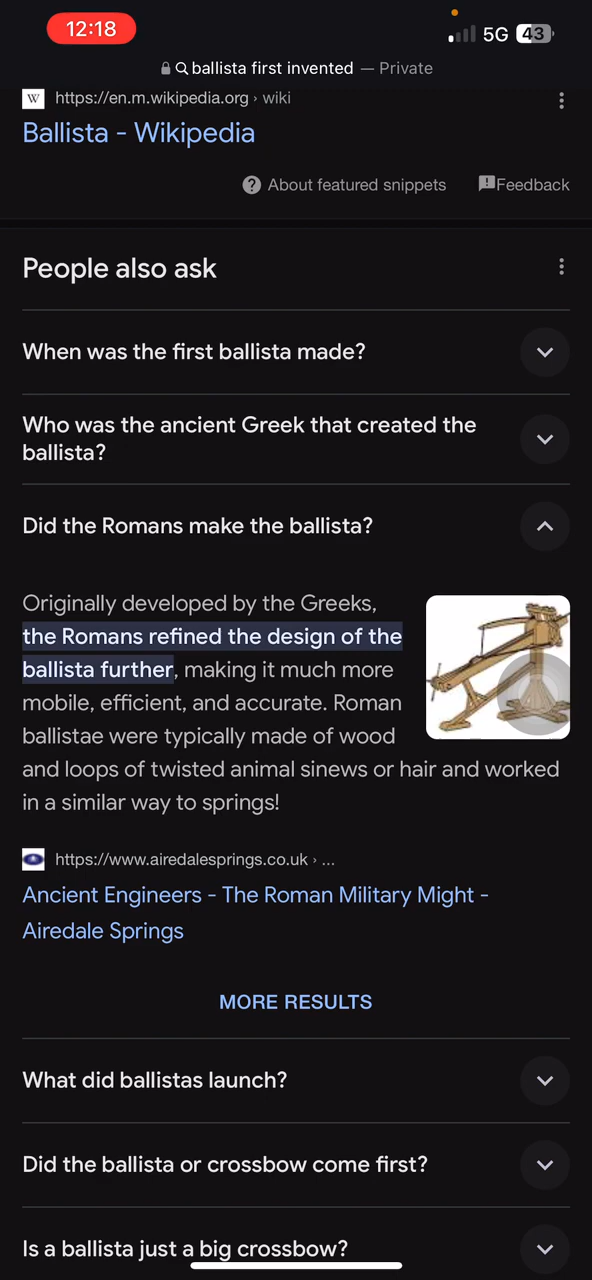 12:18
5G 43
ballista first invented — Private
W https://en.m.wikipedia.org › wiki
Ballista - Wikipedia
About featured snippets
Feedback
People also ask
When was the first ballista made?
Who was the ancient Greek that created the
ballista?
Did the Romans make the ballista?
Originally developed by the Greeks,
the Romans refined the design of the
ballista further, making it much more
mobile, efficient, and accurate. Roman
ballistae were typically made of wood
and loops of twisted animal sinews or hair and worked
in a similar way to springs!
https://www.airedalesprings.co.uk › ...
Ancient Engineers - The Roman Military Might -
Airedale Springs
MORE RESULTS
What did ballistas launch?
Did the ballista or crossbow come first?
Is a ballista just a big crossbow?